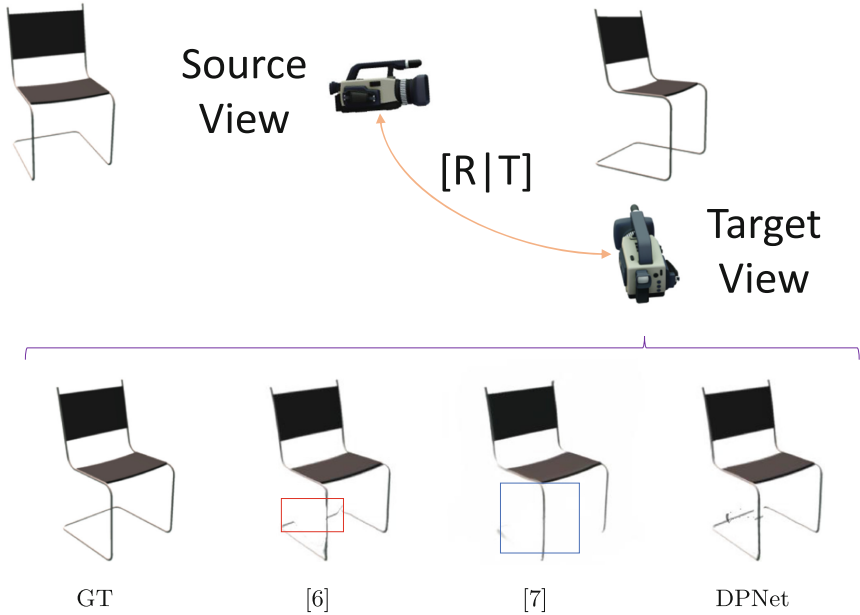 Source
View
[R|T]
Target
View
GT
[6]
[7]
DPNet